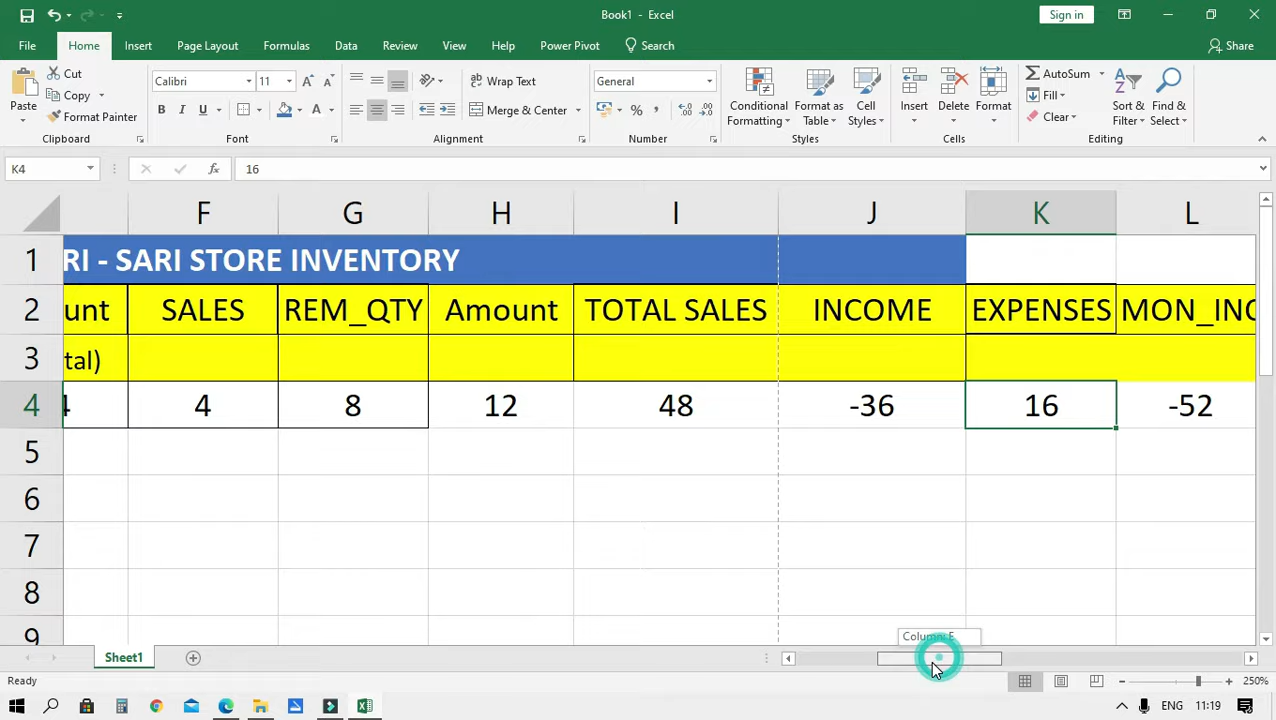 Book1 - Excel
Sign in
File Home Insert Page Layout Formulas Data Review View Help Power Pivot Search Share
Paste Cut Copy Format Painter
Clipboard
Calibri 11
B I U
Font
Wrap Text
Merge & Center
Alignment
General
%
Number
Conditional Formatting
Format as Table
Cell Styles
Styles
Insert Delete Format
Cells
AutoSum
Fill
Clear
Sort & Filter
Find & Select
Editing
K4 fx 16
F G H I J K L
1 RI - SARI STORE INVENTORY
2 unt SALES REM_QTY Amount TOTAL SALES INCOME EXPENSES MON_INC
3 tal)
4 4 4 8 12 48 -36 16 -52
5
6
7
8
9
Column: E
Sheet1
Ready
250%
ENG 11:19